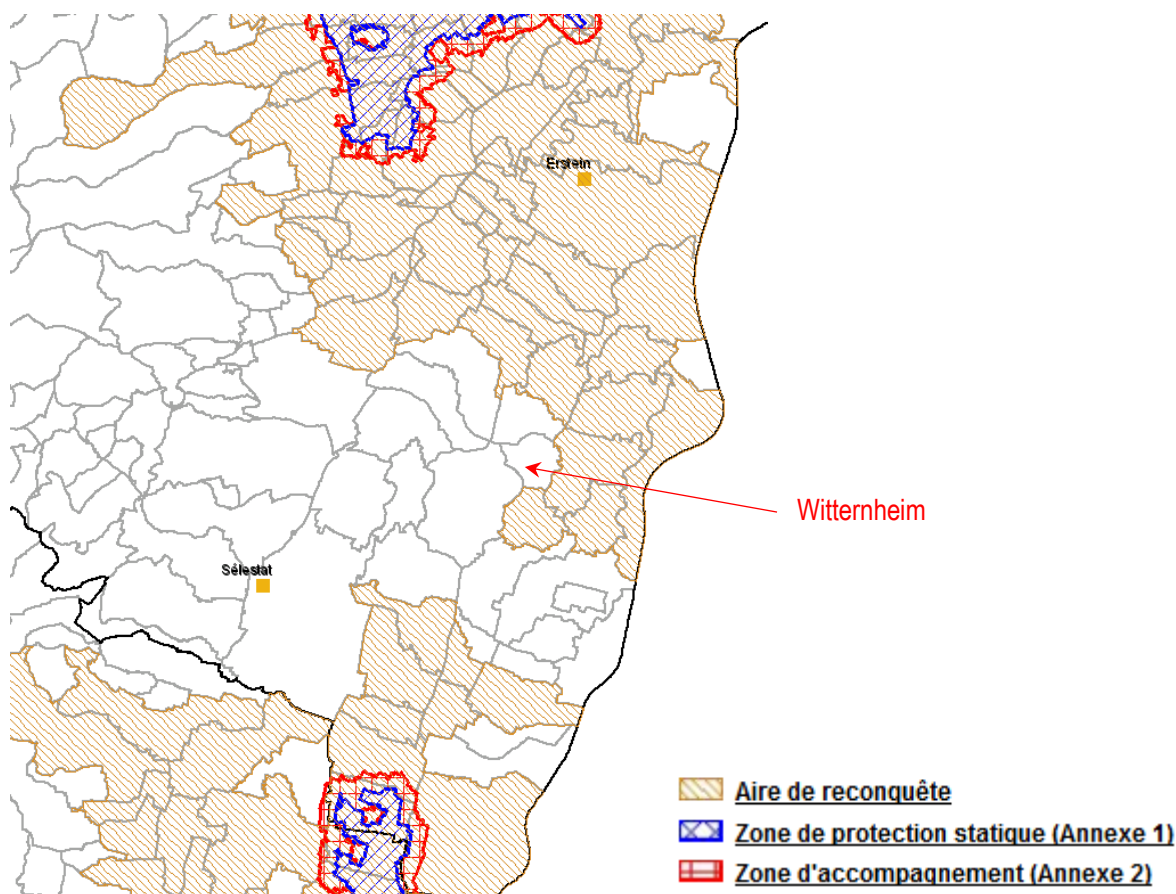 Erstein
Witternheim
Sélestat
Aire de reconquête
Zone de protection statique (Annexe 1)
Zone d'accompagnement (Annexe 2)